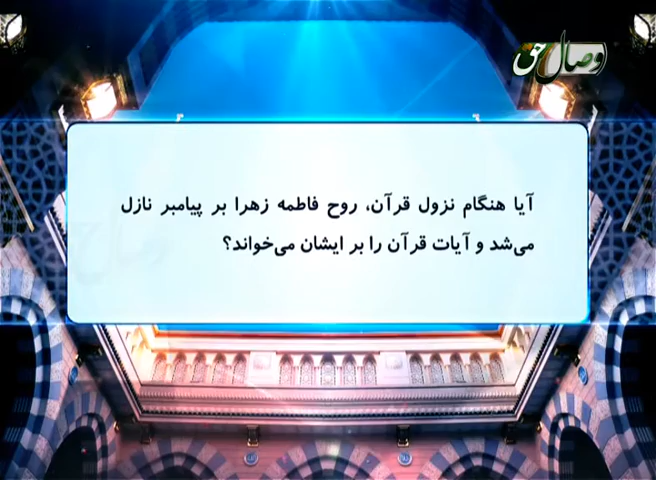 وصال حق
آیا هنگام نزول قرآن، روح فاطمه زهرا بر پیامبر نازل
می‌شد و آیات قرآن را بر ایشان می‌خواند؟